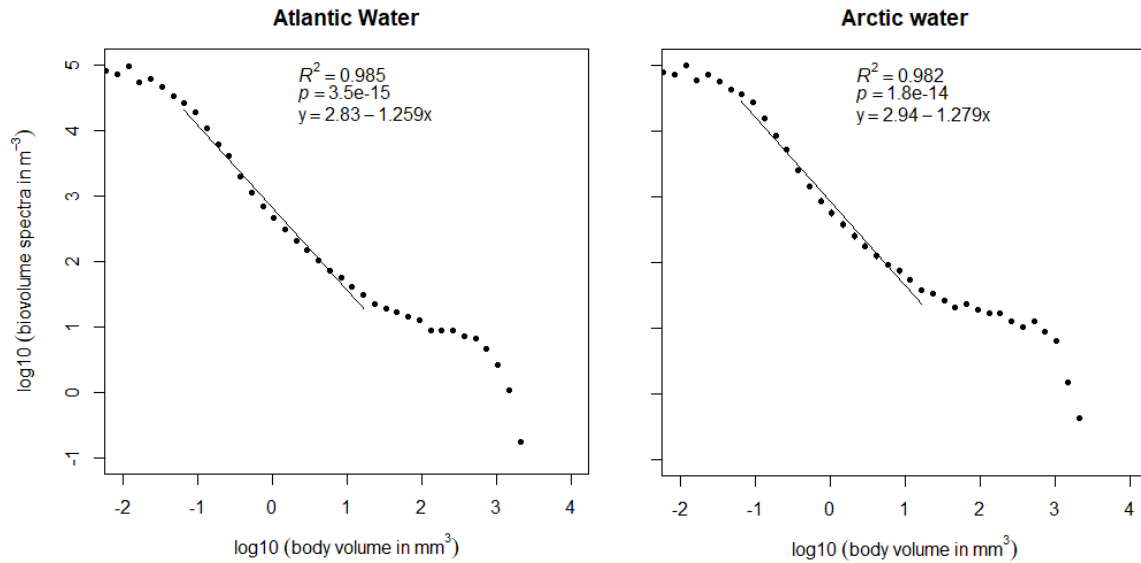 Atlantic Water
R² = 0.985
p = 3.5e-15
y = 2.83 − 1.259x
5
4
3
2
1
0
-1
log10 (biovolume spectra in m⁻³)
-2 -1 0 1 2 3 4
log10 (body volume in mm³)
Arctic water
R² = 0.982
p = 1.8e-14
y = 2.94 − 1.279x
-2 -1 0 1 2 3 4
log10 (body volume in mm³)